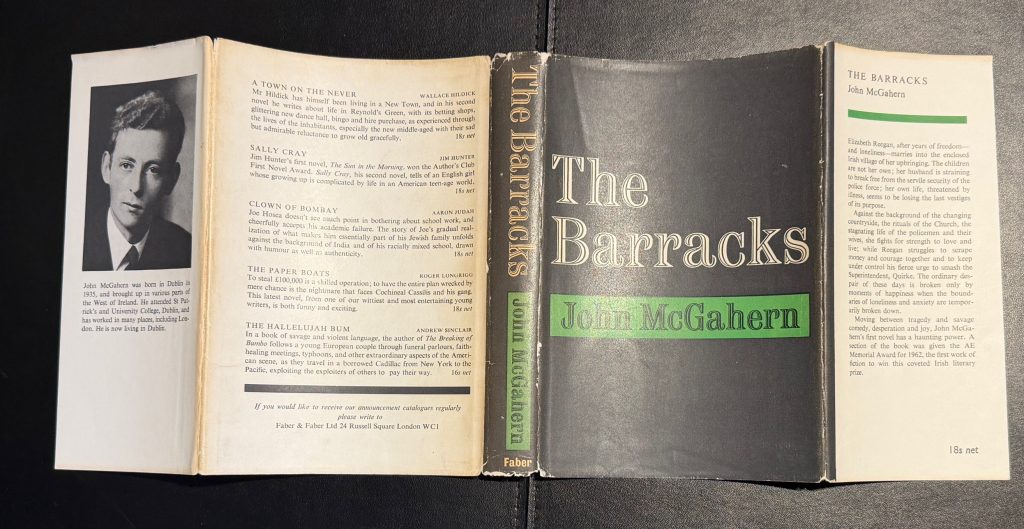 John McGahern was born in Dublin in
1935, and brought up in various parts of
the West of Ireland. He attended St Pat-
rick's and University College, Dublin, and
has worked in many places, including Lon-
don. He is now living in Dublin.
A TOWN ON THE NEVER
WALLACE HILDICK
Mr Hildick has himself been living in a New Town, and in his second
novel he writes about life in Reynold's Green, with its betting shops,
glittering new dance hall, bingo and hire purchase, as experienced through
the lives of the inhabitants, especially the new middle-aged with their sad
but admirable reluctance to grow old gracefully.
18s net
SALLY CRAY
JIM HUNTER
Jim Hunter's first novel, The Sun in the Morning, won the Author's Club
First Novel Award. Sally Cray, his second novel, tells of an English girl
whose growing up is complicated by life in an American teen-age world.
18s net
CLOWN OF BOMBAY
AARON JUDAH
Joe Hosea doesn't see much point in bothering about school work, and
cheerfully accepts his academic failure. The story of Joe's gradual real-
ization of what makes him essentially part of his Jewish family unfolds
against the background of India and of his racially mixed school, drawn
with humour as well as authenticity.
18s net
THE PAPER BOATS
ROGER LONGRIGG
To steal £100,000 is a skilled operation; to have the entire plan wrecked by
mere chance is the nightmare that faces Cochineal Cassilis and his gang.
This latest novel, from one of our wittiest and most entertaining young
writers, is both funny and exciting.
18s net
THE HALLELUJAH BUM
ANDREW SINCLAIR
In a book of savage and violent language, the author of The Breaking of
Bumbo follows a young European couple through funeral parlours, faith-
healing meetings, typhoons, and other extraordinary aspects of the Ameri-
can scene, as they travel in a borrowed Cadillac from New York to the
Pacific, exploiting the exploiters of others to pay their way.
16s net
If you would like to receive our announcement catalogues regularly
please write to
Faber & Faber Ltd 24 Russell Square London WC1
The Barracks
John McGahern
Faber
The
Barracks
John McGahern
THE BARRACKS
John McGahern
Elizabeth Reegan, after years of freedom—
and loneliness—marries into the enclosed
Irish village of her upbringing. The children
are not her own; her husband is straining
to break free from the servile security of the
police force; her own life, threatened by
illness, seems to be losing the last vestiges
of its purpose.
Against the background of the changing
countryside, the rituals of the Church, the
stagnating life of the policemen and their
wives, she fights for strength to love and
live; while Reegan struggles to scrape
money and courage together and to keep
under control his fierce urge to smash the
Superintendent, Quirke. The ordinary des-
pair of these days is broken only by
moments of happiness when the bound-
aries of loneliness and anxiety are tempor-
arily broken down.
Moving between tragedy and savage
comedy, desperation and joy, John McGa-
hern's first novel has a haunting power. A
section of the book was given the AE
Memorial Award for 1962, the first work of
fiction to win this coveted Irish literary
prize.
18s net